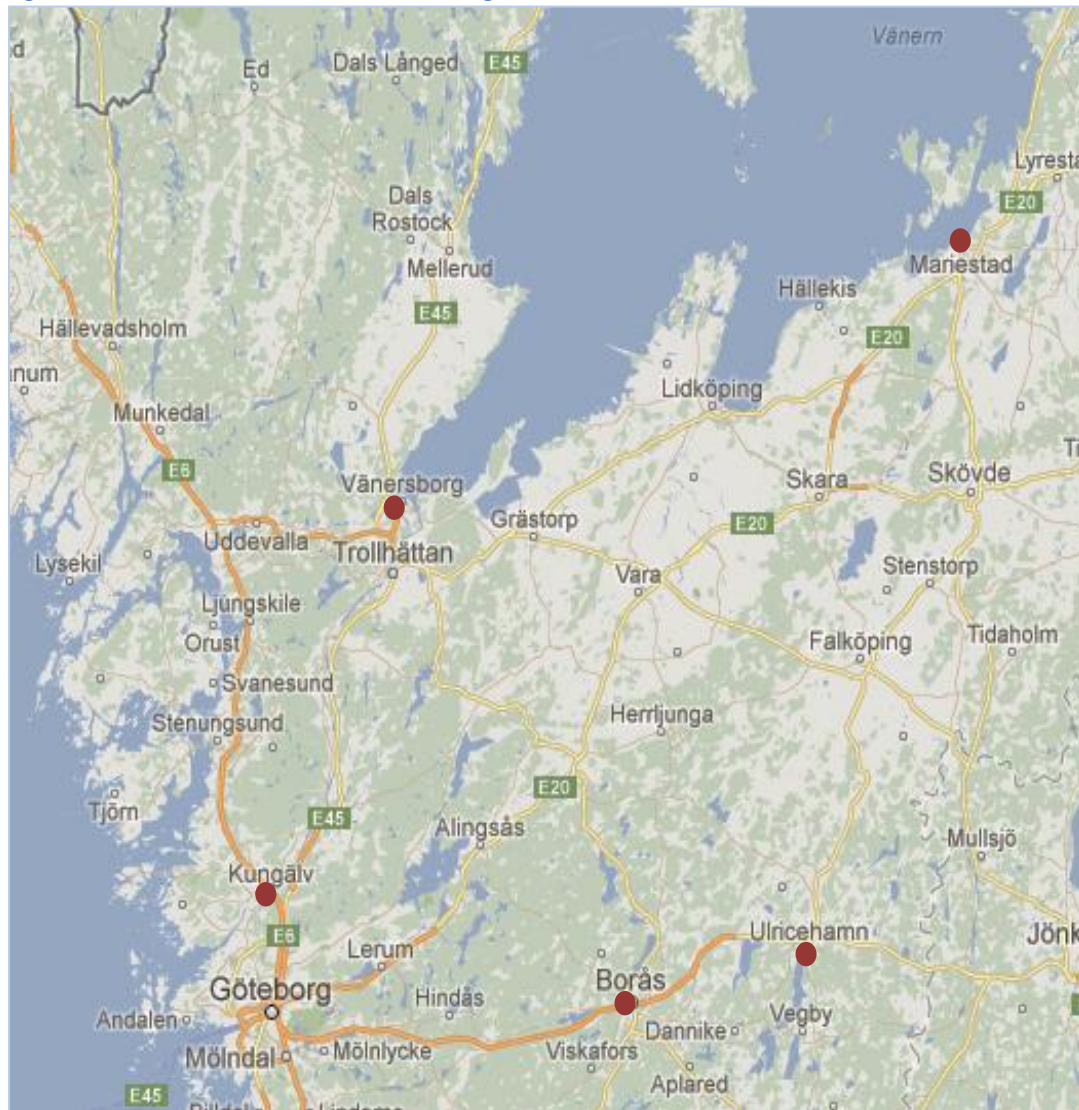 Vänern
Ed
Dals Långed
E45
Lyresta
E20
Dals
Rostock
Mellerud
Mariestad
Hällekis
E45
E20
Hällevadsholm
num
Munkedal
Lidköping
E6
Vänersborg
Skara
Skövde
Grästorp
E20
Uddevalla
Trollhättan
Lysekil
Vara
Stenstorp
Ljungskile
Orust
Falköping
Tidaholm
Svanesund
Stenungsund
Herrljunga
E20
Tjörn
E45
Alingsås
Mullsjö
Kungälv
E6
Ulricehamn
Jönk
Lerum
Borås
Göteborg
Hindås
Andalen
Dannike
Vegby
Mölndal
Mölnlycke
Viskafors
Aplared
E45